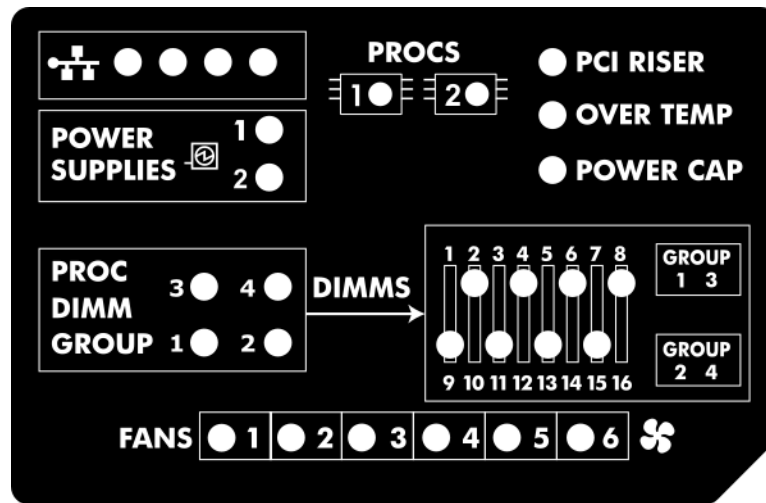 PROCS
1 2
PCI RISER
OVER TEMP
POWER CAP
POWER
SUPPLIES
1
2
PROC
DIMM
GROUP
3 4
1 2
DIMMS
1 2 3 4 5 6 7 8
9 10 11 12 13 14 15 16
GROUP
1 3
GROUP
2 4
FANS 1 2 3 4 5 6